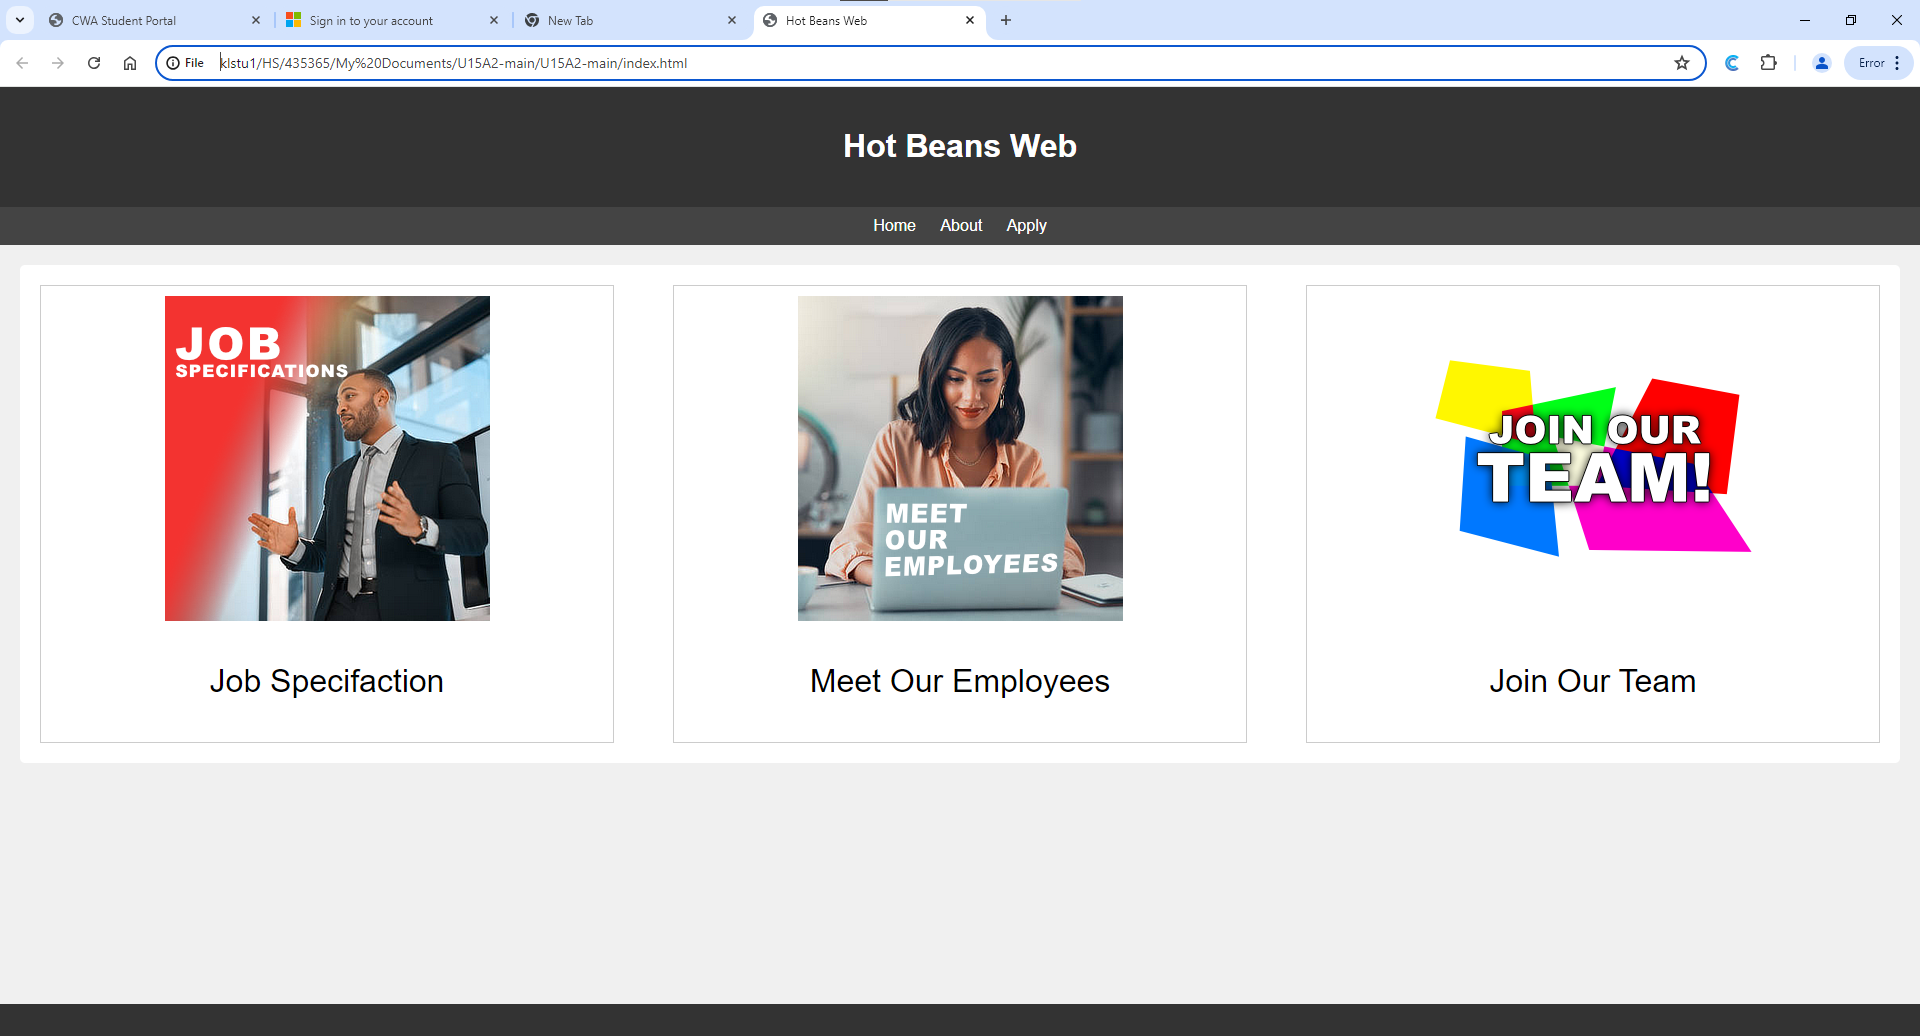 CWA Student Portal
Sign in to your account
New Tab
Hot Beans Web
File
klstu1/HS/435365/My%20Documents/U15A2-main/U15A2-main/index.html
Error
Hot Beans Web
Home About Apply
JOB
SPECIFICATIONS
MEET
OUR
EMPLOYEES
JOIN OUR
TEAM!
Job Specifaction
Meet Our Employees
Join Our Team